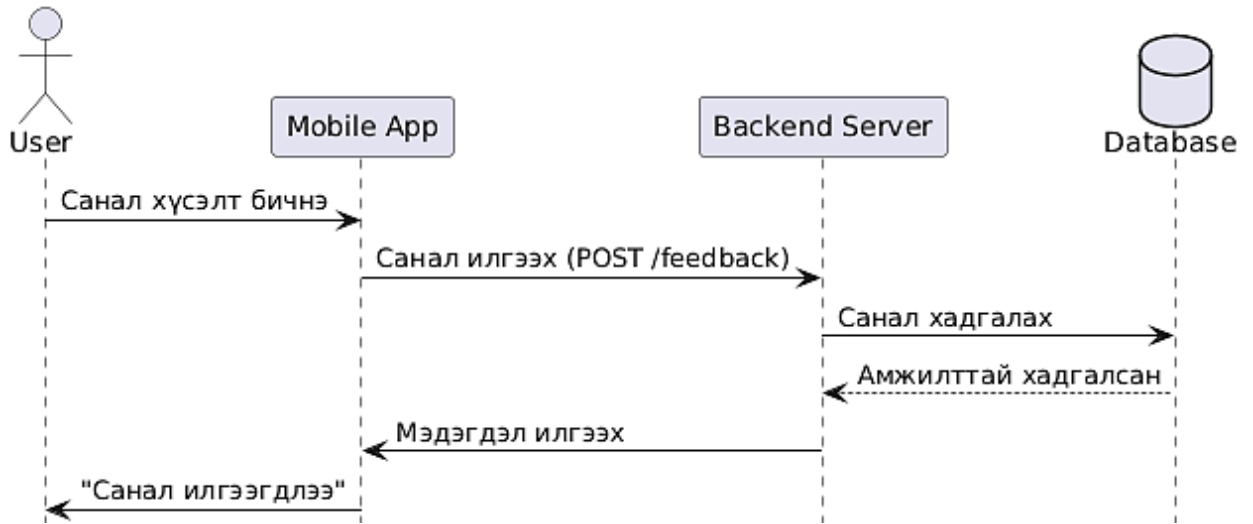 User
Mobile App
Backend Server
Database
Санал хүсэлт бичнэ
Санал илгээх (POST /feedback)
Санал хадгалах
Амжилттай хадгалсан
Мэдэгдэл илгээх
"Санал илгээгдлээ"